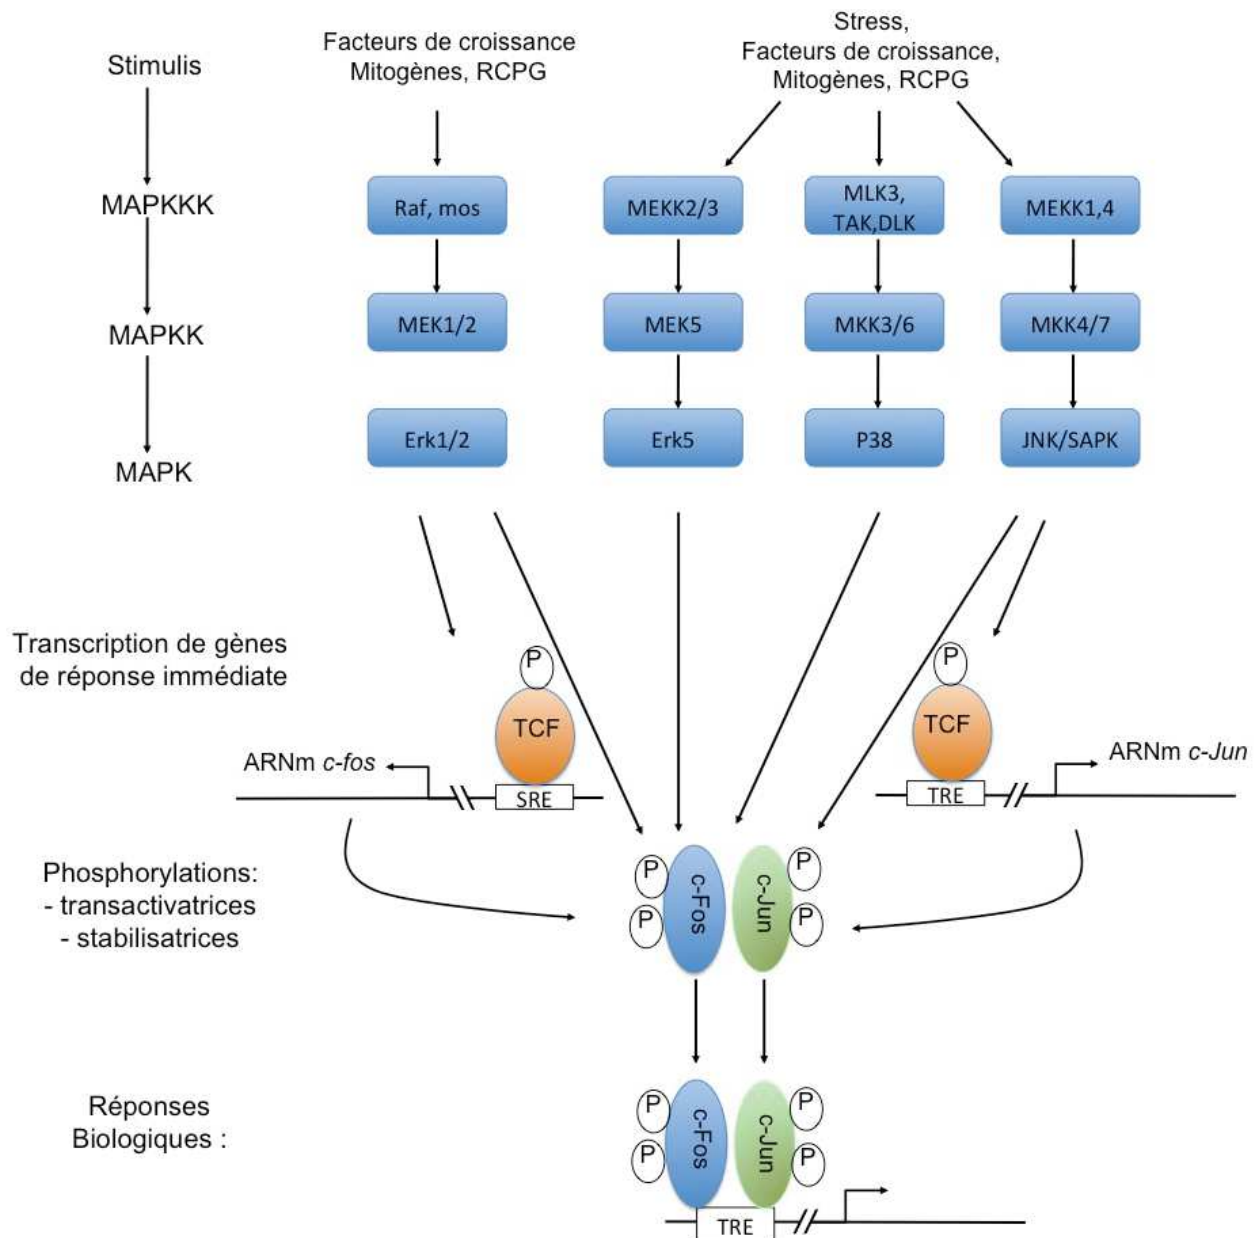 Stimulis
Facteurs de croissance
Mitogènes, RCPG
Stress,
Facteurs de croissance,
Mitogènes, RCPG
MAPKKK
Raf, mos
MEKK2/3
MLK3,
TAK,DLK
MEKK1,4
MAPKK
MEK1/2
MEK5
MKK3/6
MKK4/7
MAPK
Erk1/2
Erk5
P38
JNK/SAPK
Transcription de gènes
de réponse immédiate
P
TCF
SRE
ARNm c-fos
P
TCF
TRE
ARNm c-Jun
Phosphorylations:
- transactivatrices
- stabilisatrices
P
P
c-Fos
c-Jun
P
P
Réponses
Biologiques :
P
P
c-Fos
c-Jun
P
P
TRE